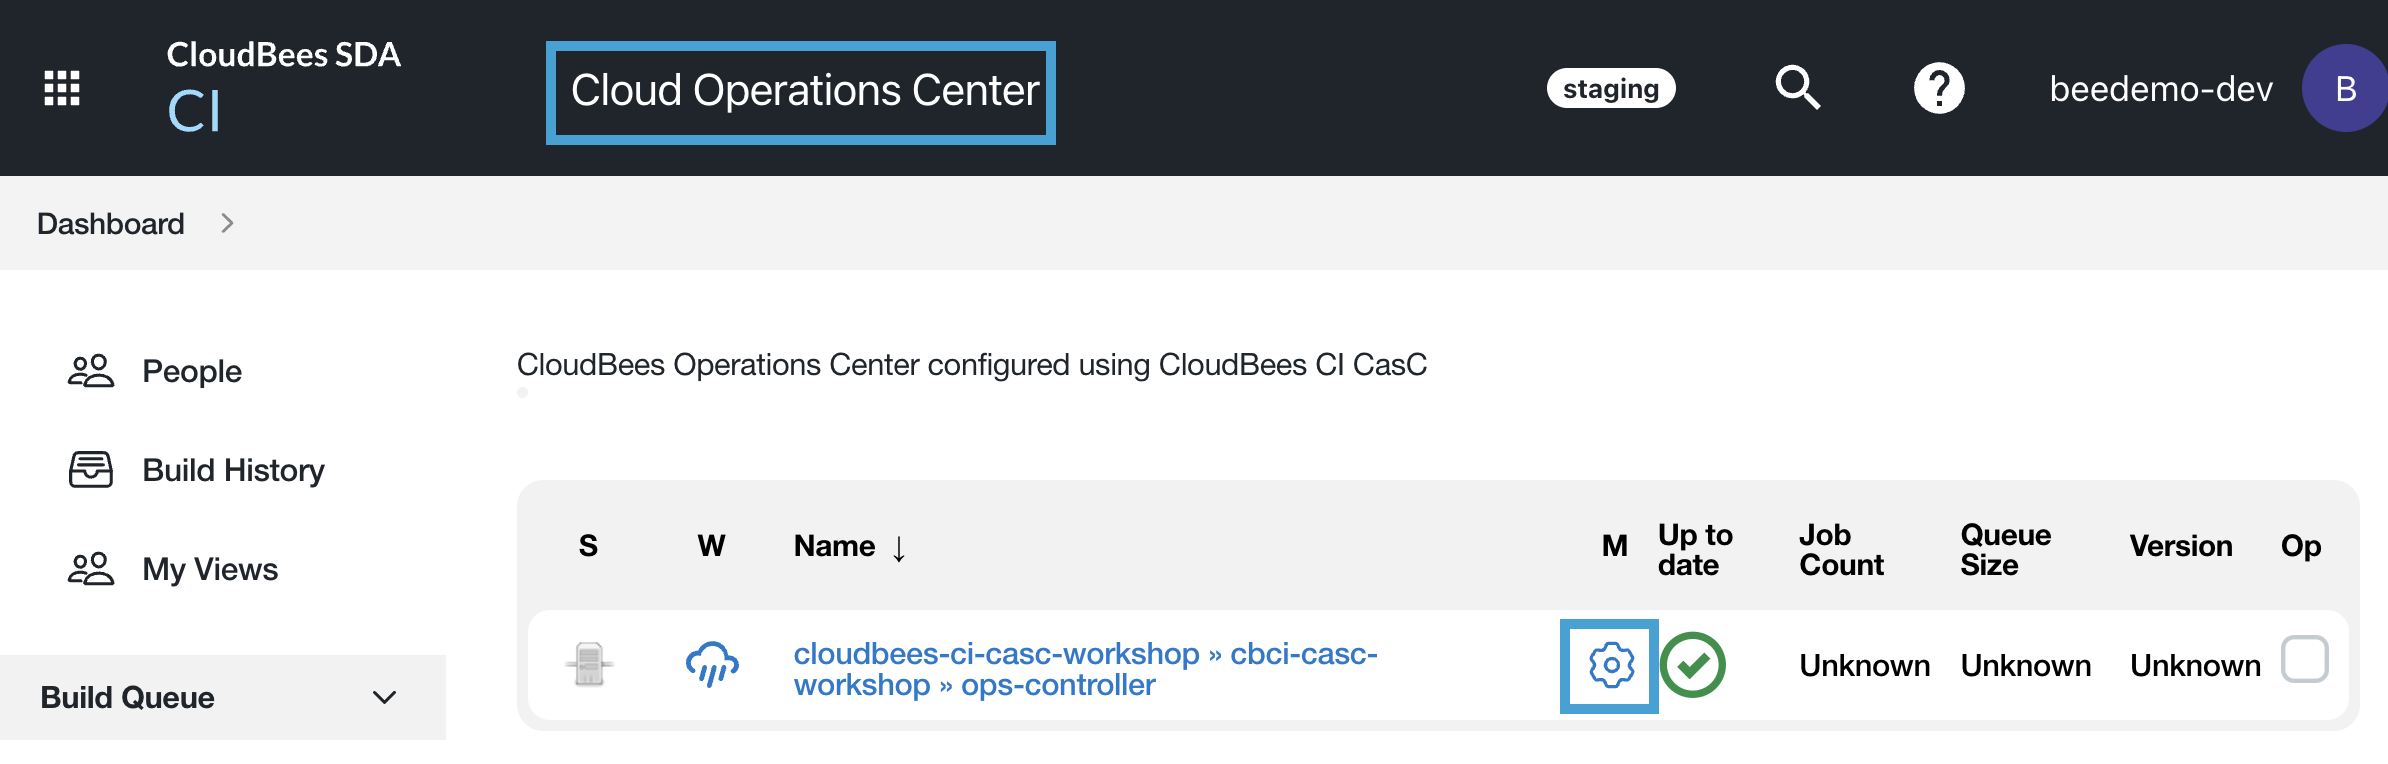 CloudBees SDA
CI
Cloud Operations Center
staging
?
beedemo-dev
B
Dashboard
People
Build History
My Views
Build Queue
CloudBees Operations Center configured using CloudBees CI CasC
S W Name ↓ M Up to date Job Count Queue Size Version Op
cloudbees-ci-casc-workshop » cbci-casc-
workshop » ops-controller
Unknown Unknown Unknown